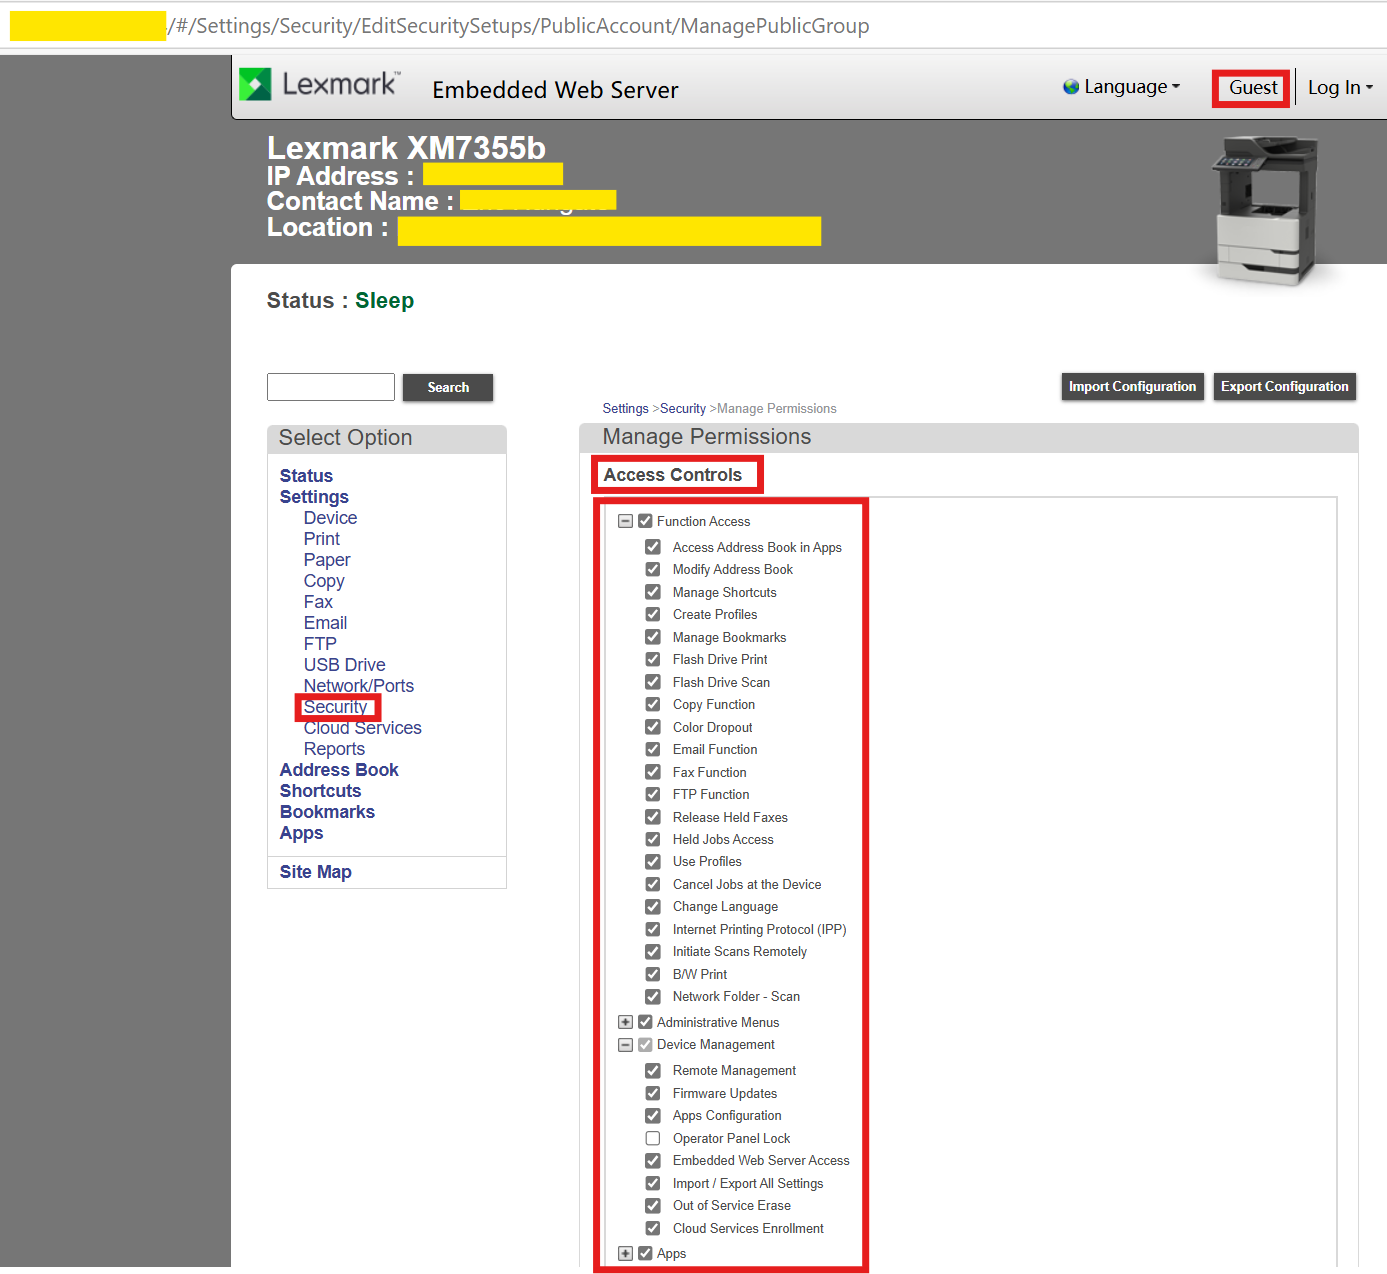 /#/Settings/Security/EditSecuritySetups/PublicAccount/ManagePublicGroup
Lexmark™
Embedded Web Server
Language
Guest
Log In
Lexmark XM7355b
IP Address :
Contact Name :
Location :
Status : Sleep
Search
Import Configuration
Export Configuration
Settings >Security >Manage Permissions
Select Option
Status
Settings
Device
Print
Paper
Copy
Fax
Email
FTP
USB Drive
Network/Ports
Security
Cloud Services
Reports
Address Book
Shortcuts
Bookmarks
Apps
Site Map
Manage Permissions
Access Controls
Function Access
Access Address Book in Apps
Modify Address Book
Manage Shortcuts
Create Profiles
Manage Bookmarks
Flash Drive Print
Flash Drive Scan
Copy Function
Color Dropout
Email Function
Fax Function
FTP Function
Release Held Faxes
Held Jobs Access
Use Profiles
Cancel Jobs at the Device
Change Language
Internet Printing Protocol (IPP)
Initiate Scans Remotely
B/W Print
Network Folder - Scan
Administrative Menus
Device Management
Remote Management
Firmware Updates
Apps Configuration
Operator Panel Lock
Embedded Web Server Access
Import / Export All Settings
Out of Service Erase
Cloud Services Enrollment
Apps